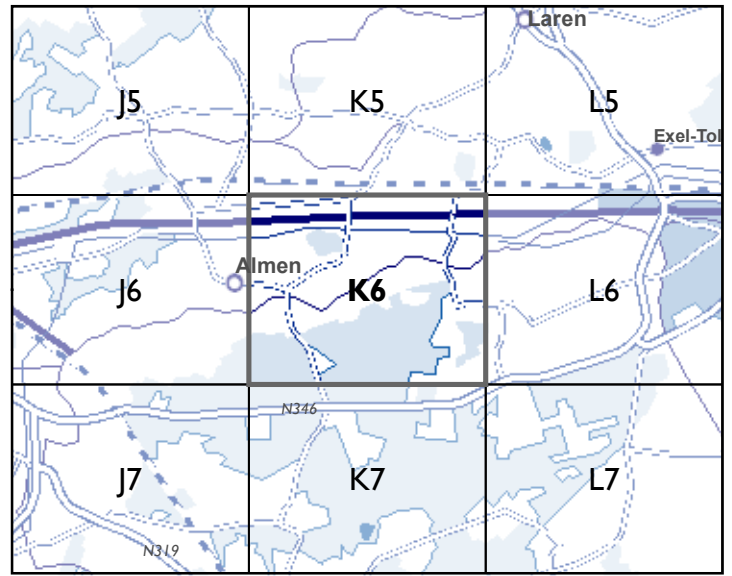 Laren
J5
K5
L5
Exel-Tol
Almen
J6
K6
L6
N346
J7
K7
L7
N319